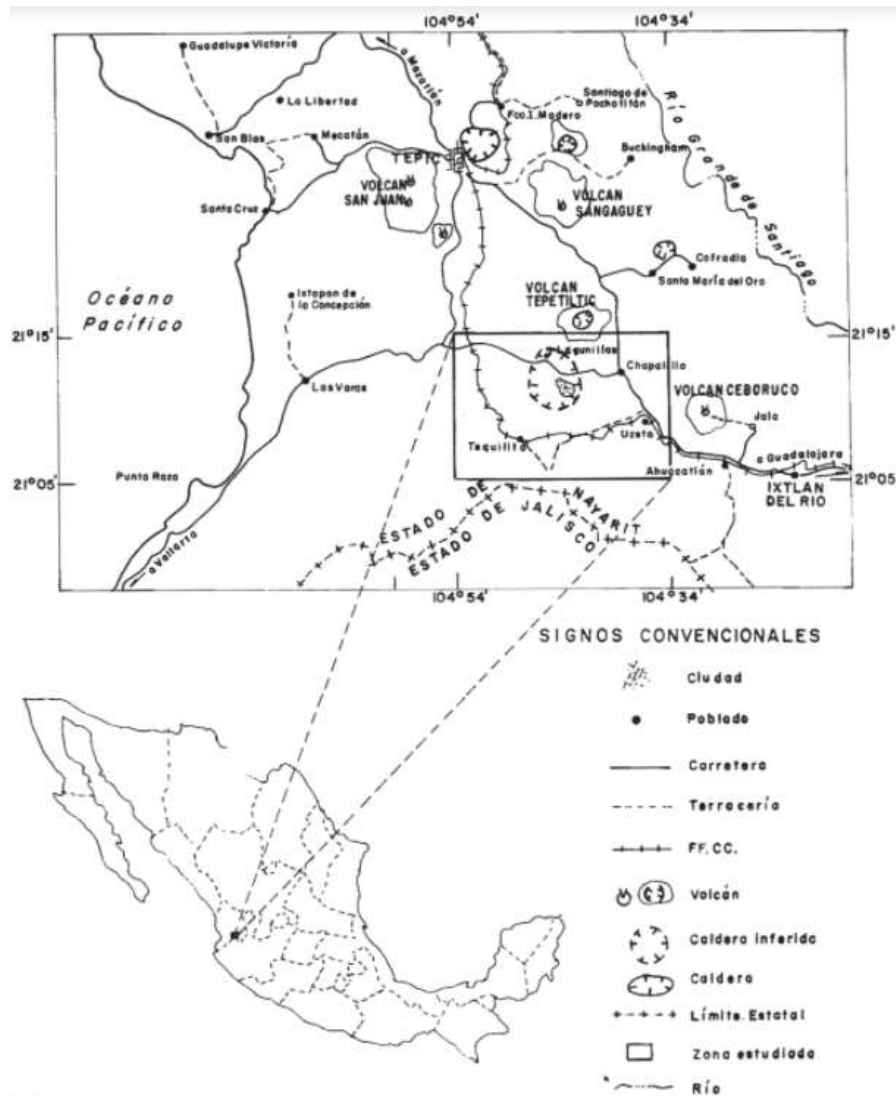 104°54'
104°34'
Guadalupe Victoria
a Mazatlán
La Libertad
Santiago de
Pochotitán
Fco. I. Madero
San Blas
Mecatán
Buckingham
TEPIC
VOLCAN
SAN JUAN
VOLCAN
SANGAGUEY
Río Grande de Santiago
Santa Cruz
Cofradía
Santa María del Oro
Océano
Pacífico
Ixtapan de
la Concepción
VOLCAN
TEPETILTIC
21°15'
21°15'
Lagunillas
Chapalilla
Las Varas
VOLCAN CEBORUCO
Jala
Uzeta
Tequilita
a Guadalajara
Punta Raza
Ahuacatlán
21°05'
21°05'
IXTLAN
DEL RIO
ESTADO DE NAYARIT
ESTADO DE JALISCO
a Vallarta
104°54'
104°34'
SIGNOS CONVENCIONALES
Ciudad
Poblado
Carretera
Terracería
FF. CC.
Volcán
Caldera inferida
Caldera
Límite Estatal
Zona estudiada
Río